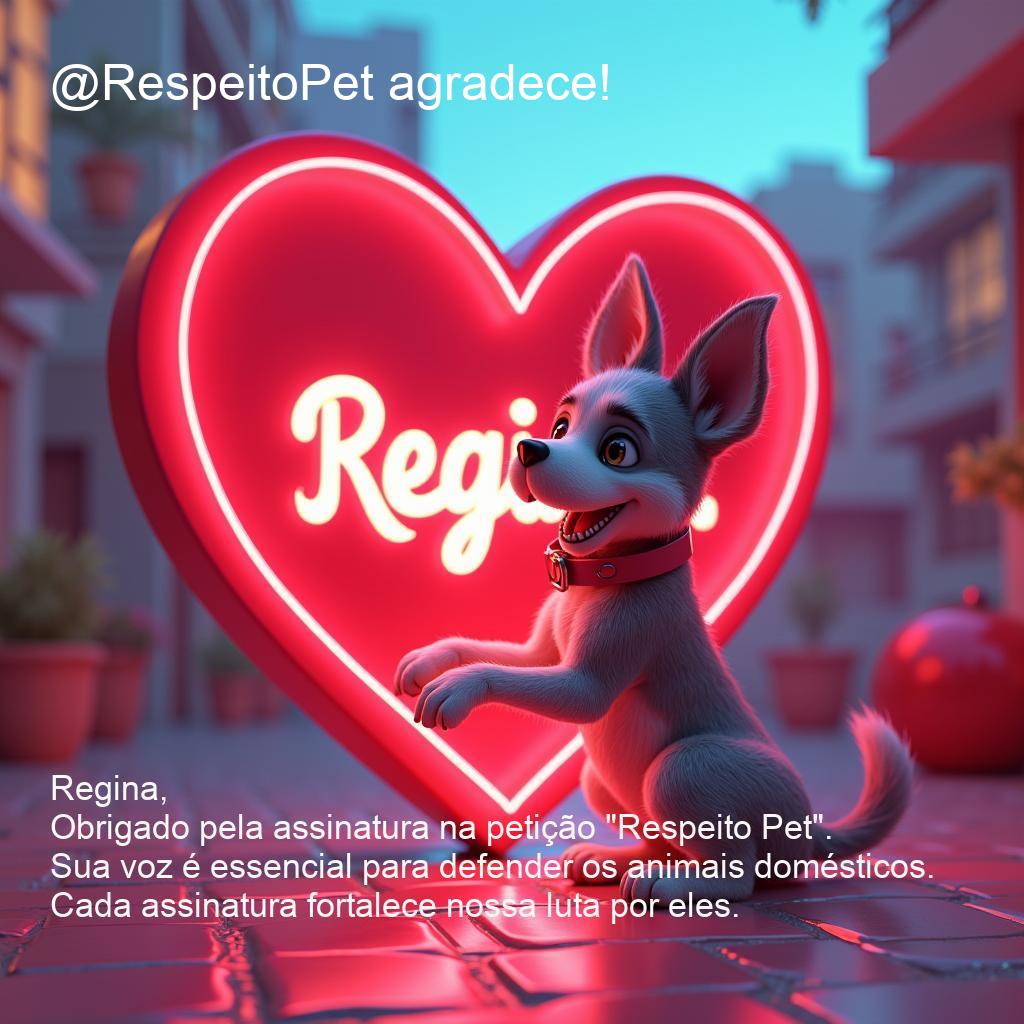 @RespeitoPet agradece!
Regi
Regina,
Obrigado pela assinatura na petição "Respeito Pet".
Sua voz é essencial para defender os animais domésticos.
Cada assinatura fortalece nossa luta por eles.